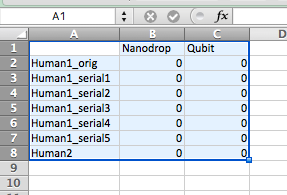 A1 fx
A B C D
1 Nanodrop Qubit
2 Human1_orig 0 0
3 Human1_serial1 0 0
4 Human1_serial2 0 0
5 Human1_serial3 0 0
6 Human1_serial4 0 0
7 Human1_serial5 0 0
8 Human2 0 0
9
10